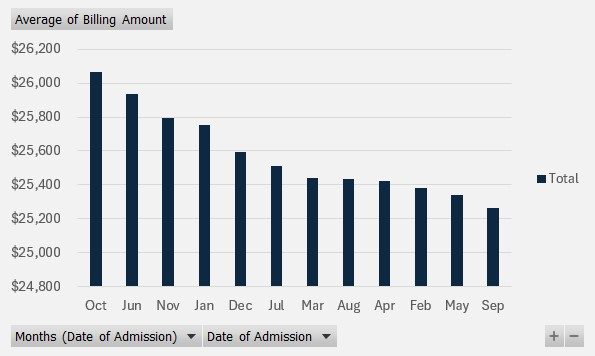 Average of Billing Amount
$26,200
$26,000
$25,800
$25,600
$25,400
$25,200
$25,000
$24,800
Oct Jun Nov Jan Dec Jul Mar Aug Apr Feb May Sep
Total
Months (Date of Admission) Date of Admission
+ −